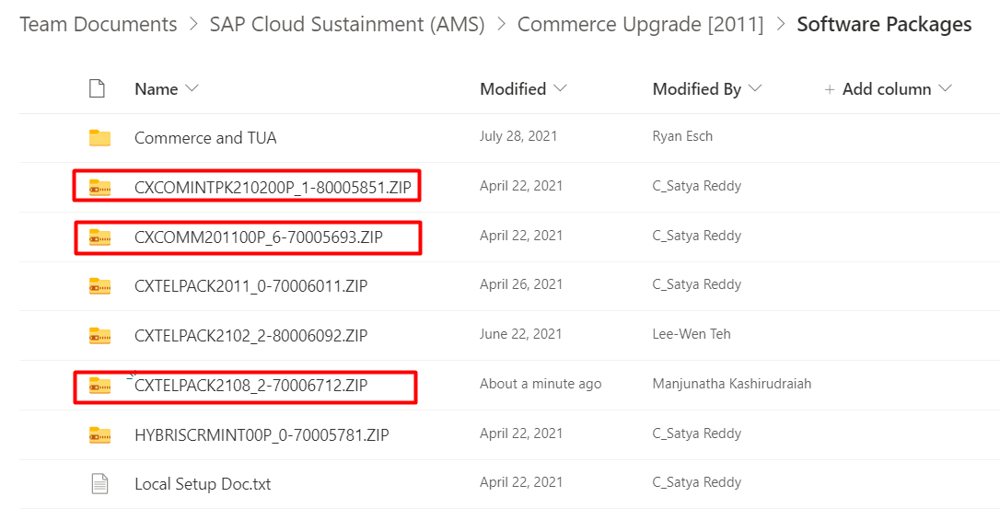 Team Documents > SAP Cloud Sustainment (AMS) > Commerce Upgrade [2011] > Software Packages
Name Modified Modified By + Add column
Commerce and TUA July 28, 2021 Ryan Esch
CXCOMINTPK210200P_1-80005851.ZIP April 22, 2021 C_Satya Reddy
CXCOMM201100P_6-70005693.ZIP April 22, 2021 C_Satya Reddy
CXTELPACK2011_0-70006011.ZIP April 26, 2021 C_Satya Reddy
CXTELPACK2102_2-80006092.ZIP June 22, 2021 Lee-Wen Teh
CXTELPACK2108_2-70006712.ZIP About a minute ago Manjunatha Kashirudraiah
HYBRISCRMINT00P_0-70005781.ZIP April 22, 2021 C_Satya Reddy
Local Setup Doc.txt April 22, 2021 C_Satya Reddy